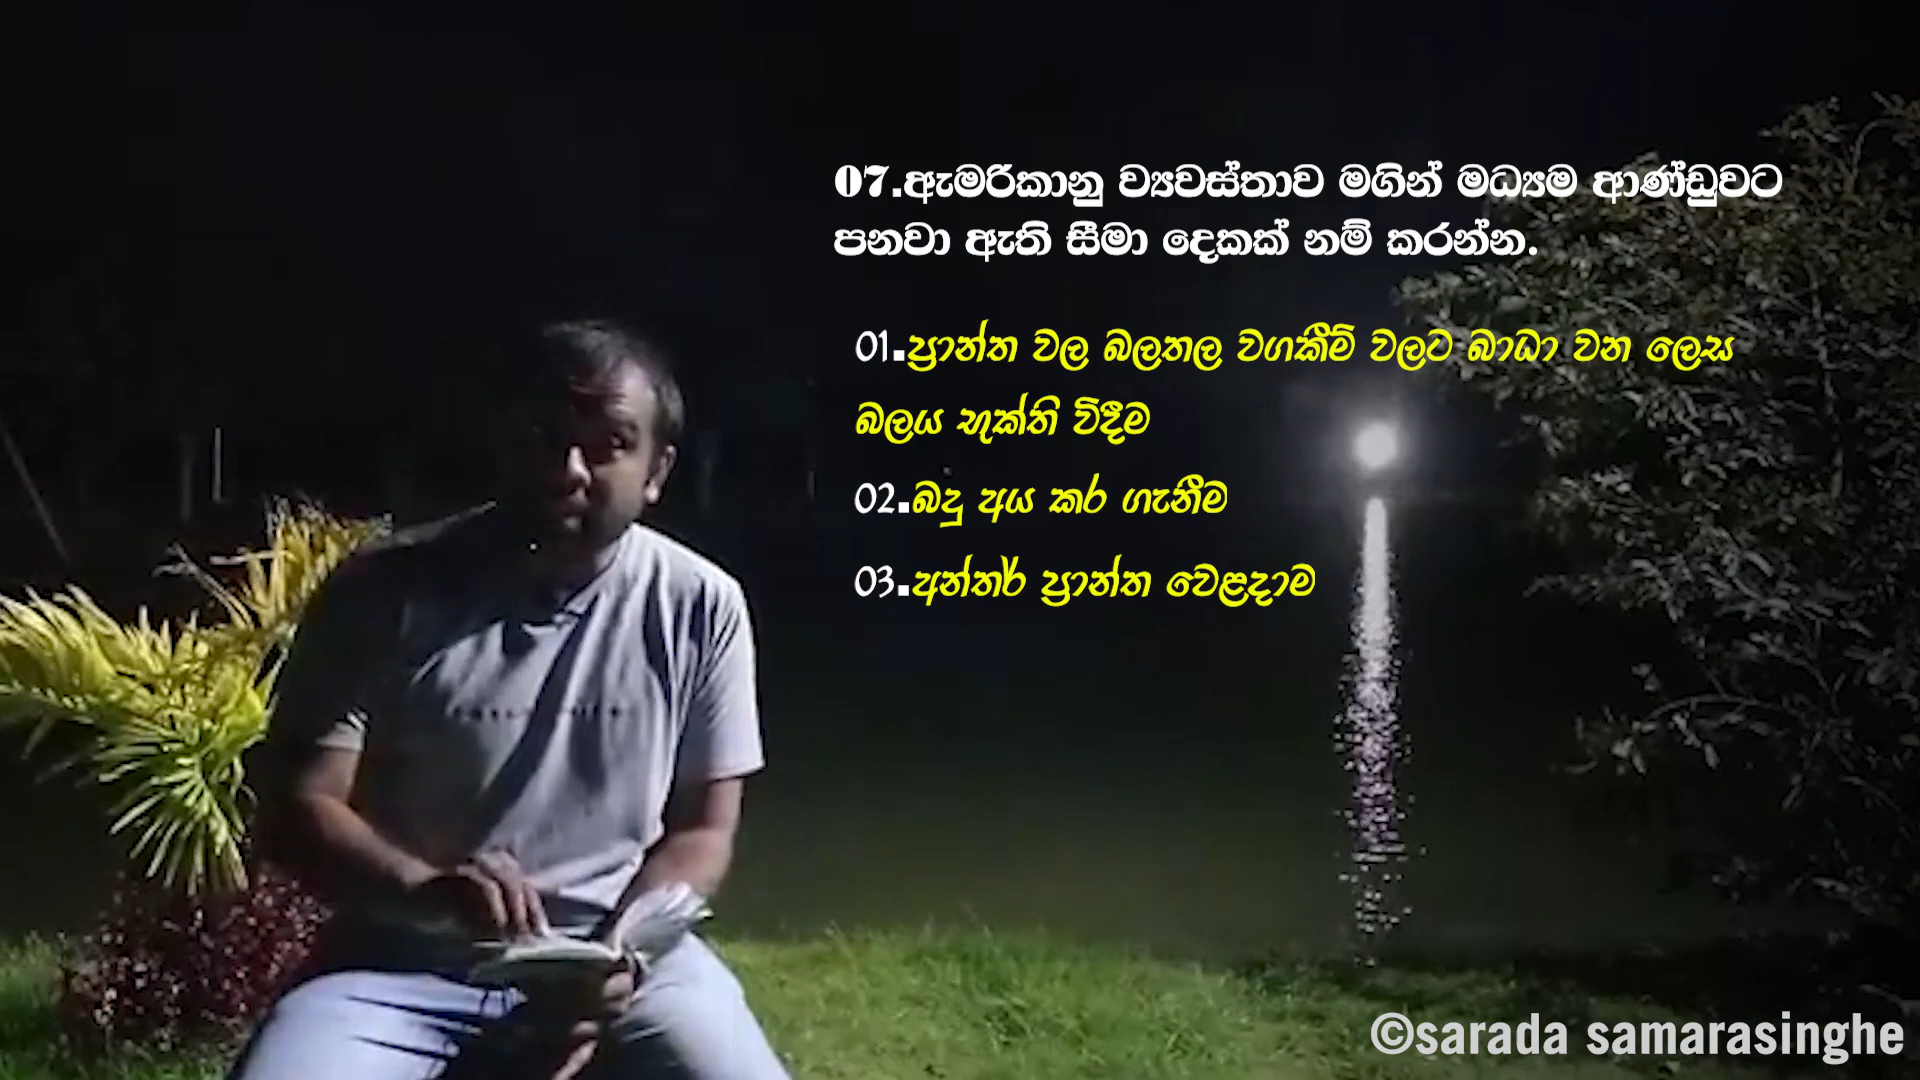 07.ඇමරිකානු ව්‍යවස්තාව මගින් මධ්‍යම ආණ්ඩුවට
පනවා ඇති සීමා දෙකක් නම් කරන්න.
01.ප්‍රාන්ත වල බලතල වගකීම් වලට බාධා වන ලෙස
බලය භුක්ති විදීම
02.බදු අය කර ගැනීම
03.අන්තර් ප්‍රාන්ත වෙළදාම
©sarada samarasinghe